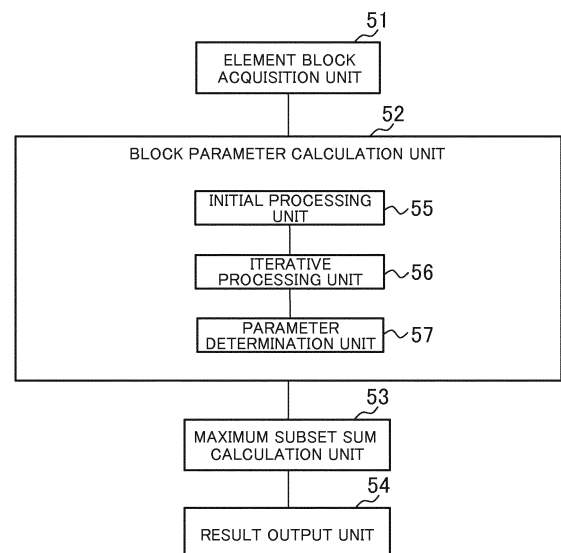 51
ELEMENT BLOCK
ACQUISITION UNIT
52
BLOCK PARAMETER CALCULATION UNIT
INITIAL PROCESSING
UNIT
55
ITERATIVE
PROCESSING UNIT
56
PARAMETER
DETERMINATION UNIT
57
53
MAXIMUM SUBSET SUM
CALCULATION UNIT
54
RESULT OUTPUT UNIT